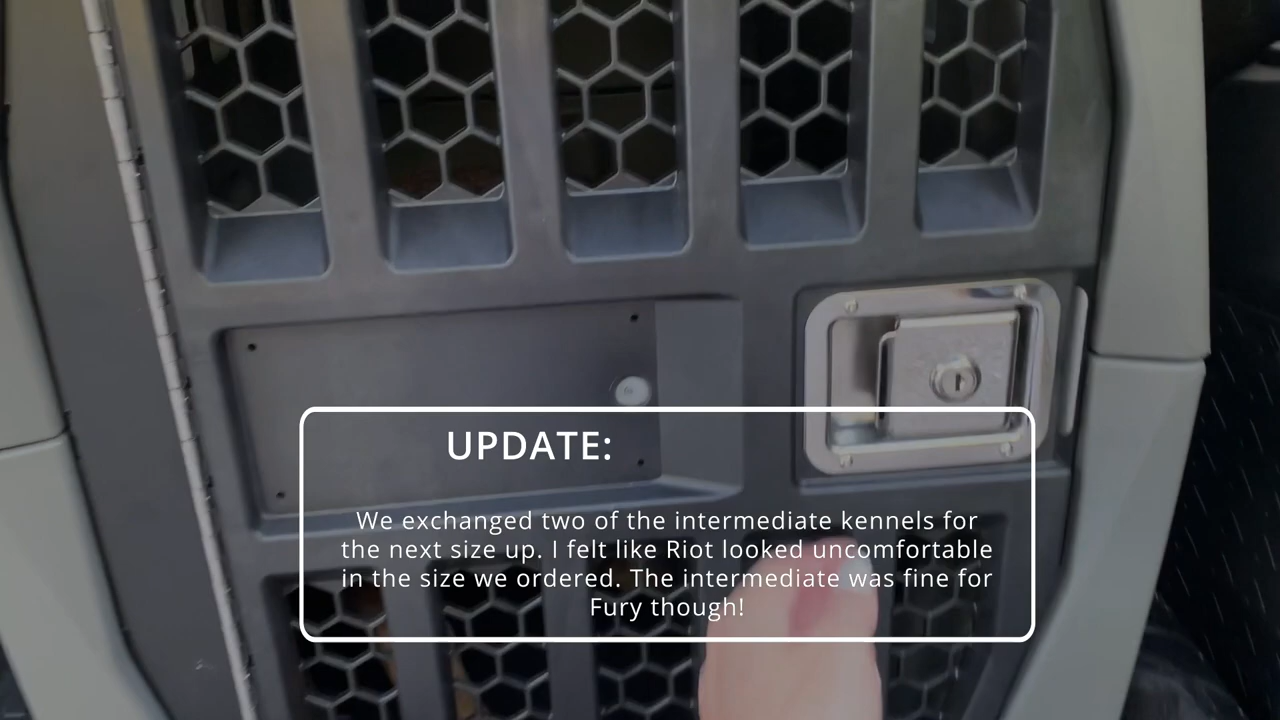 UPDATE:
We exchanged two of the intermediate kennels for
the next size up. I felt like Riot looked uncomfortable
in the size we ordered. The intermediate was fine for
Fury though!